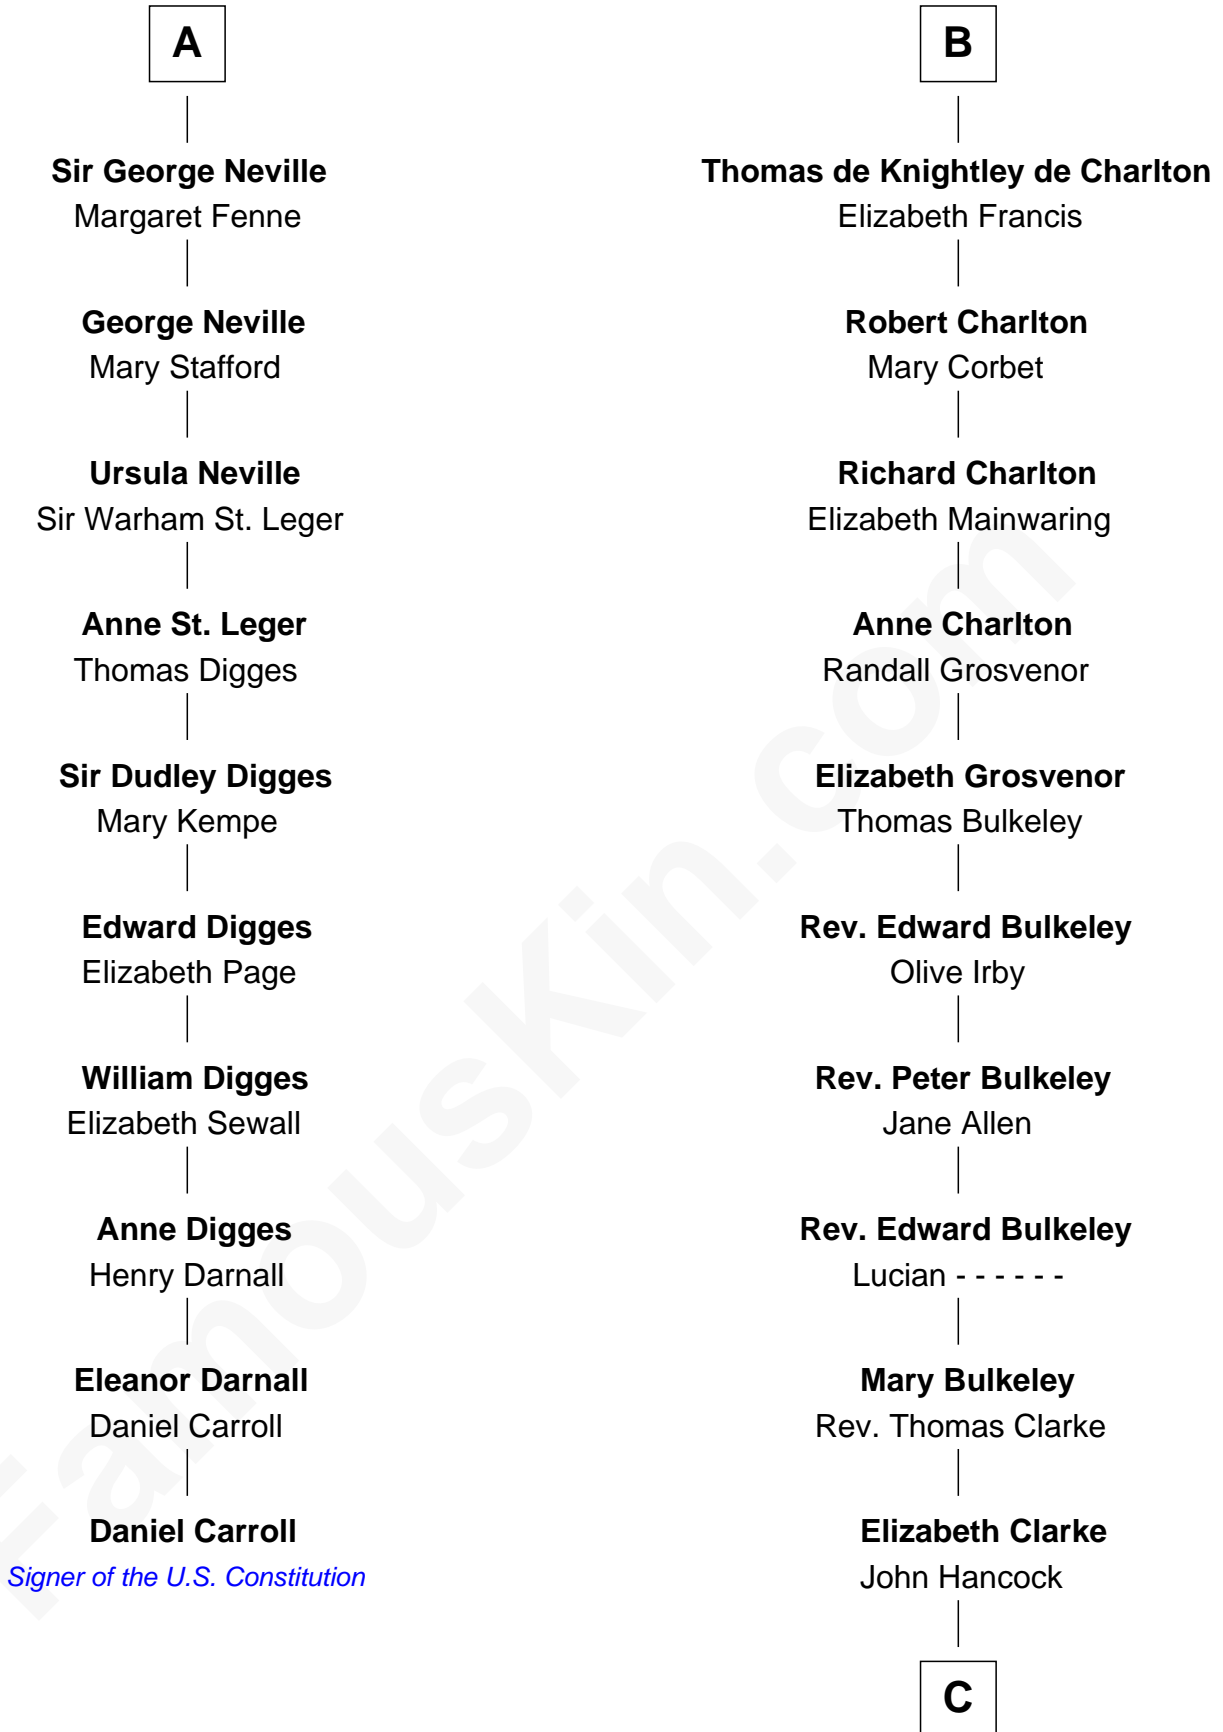 A
Sir George Neville
Margaret Fenne
George Neville
Mary Stafford
Ursula Neville
Sir Warham St. Leger
Anne St. Leger
Thomas Digges
Sir Dudley Digges
Mary Kempe
Edward Digges
Elizabeth Page
William Digges
Elizabeth Sewall
Anne Digges
Henry Darnall
Eleanor Darnall
Daniel Carroll
Daniel Carroll
Signer of the U.S. Constitution
B
Thomas de Knightley de Charlton
Elizabeth Francis
Robert Charlton
Mary Corbet
Richard Charlton
Elizabeth Mainwaring
Anne Charlton
Randall Grosvenor
Elizabeth Grosvenor
Thomas Bulkeley
Rev. Edward Bulkeley
Olive Irby
Rev. Peter Bulkeley
Jane Allen
Rev. Edward Bulkeley
Lucian - - - - - -
Mary Bulkeley
Rev. Thomas Clarke
Elizabeth Clarke
John Hancock
C
FamousKin.com